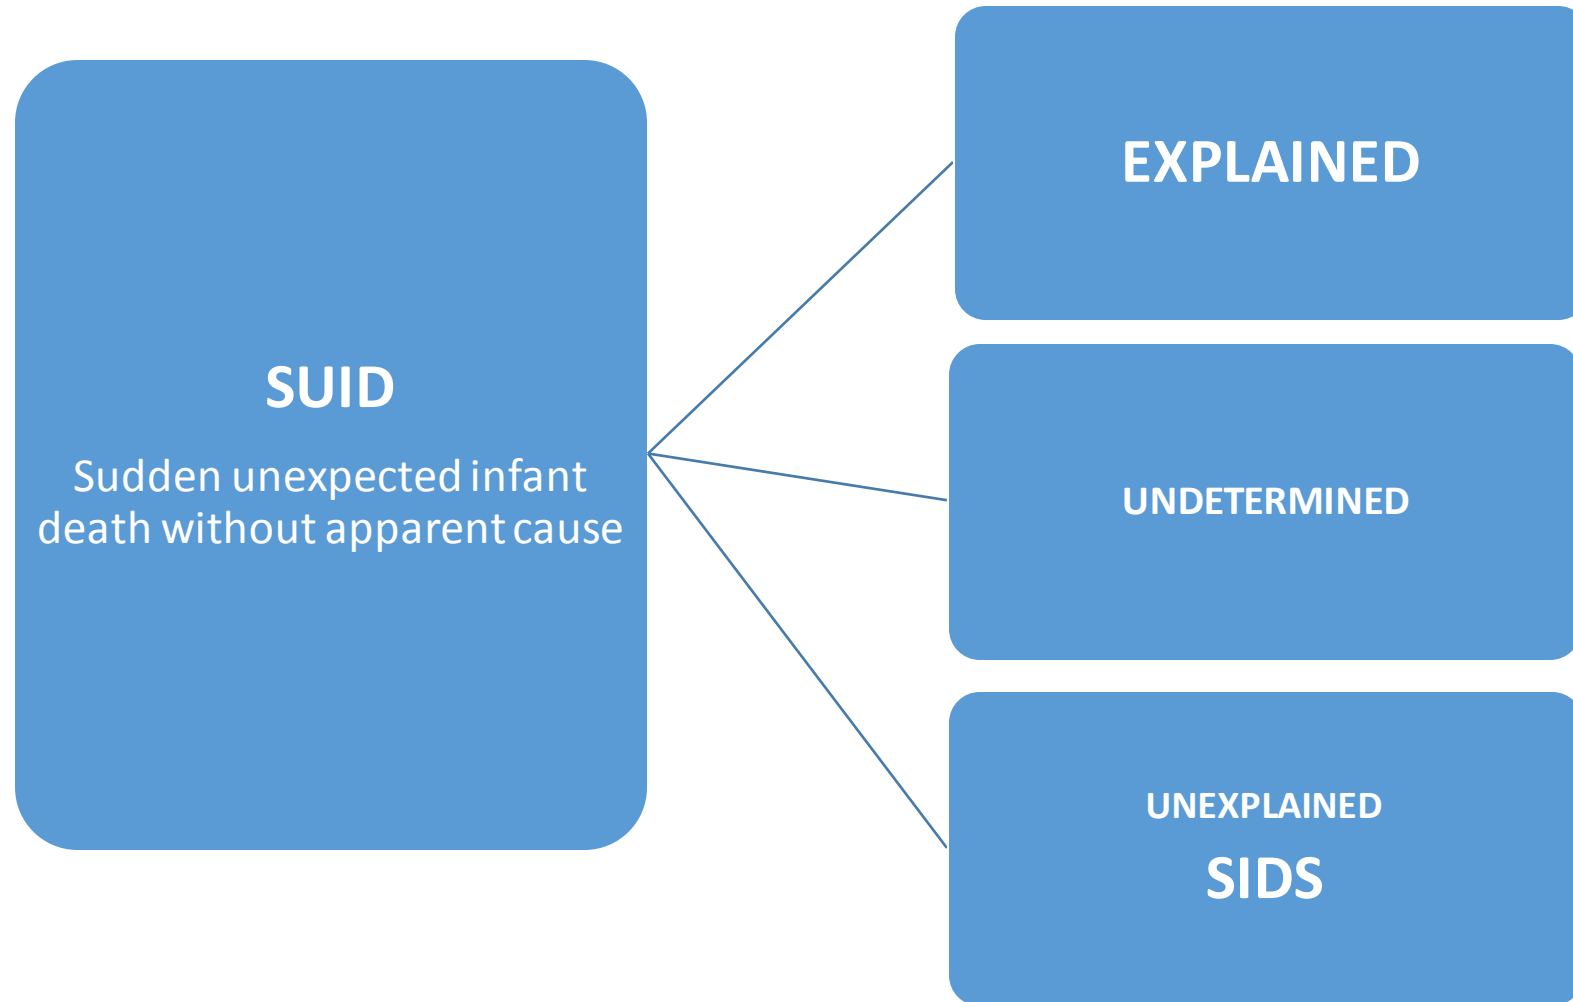 SUID
Sudden unexpected infant
death without apparent cause
EXPLAINED
UNDETERMINED
UNEXPLAINED
SIDS